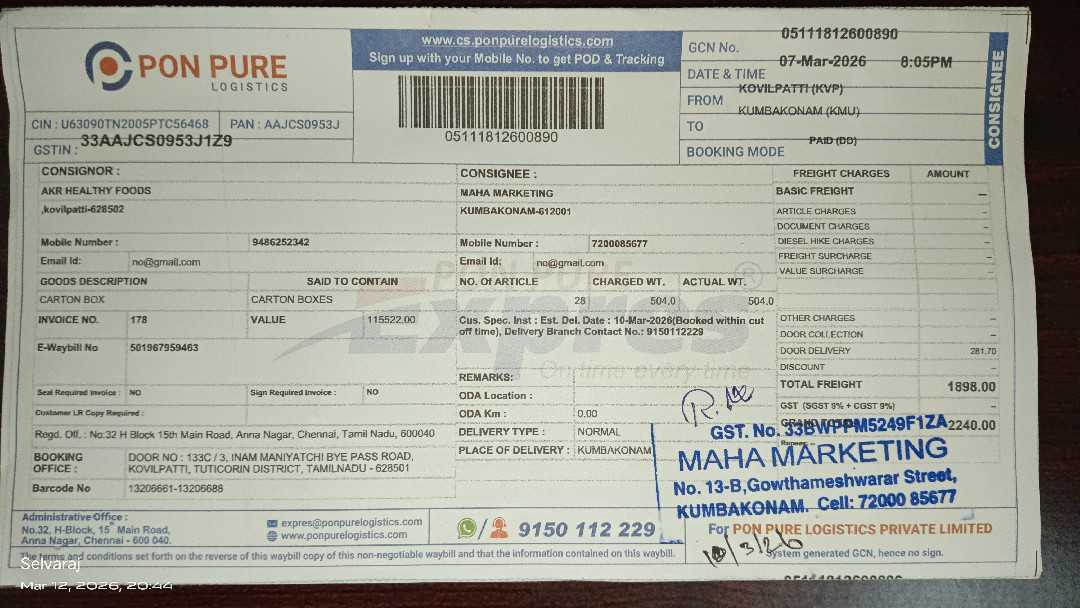 PON PURE
LOGISTICS
www.cs.ponpurelogistics.com
Sign up with your Mobile No. to get POD & Tracking
05111812600890
GCN No. 05111812600890
DATE & TIME 07-Mar-2026 8:05PM
FROM KOVILPATTI (KVP)
TO KUMBAKONAM (KMU)
BOOKING MODE PAID (DD)
CONSIGNEE
CIN : U63090TN2005PTC56468 PAN : AAJCS0953J
GSTIN : 33AAJCS0953J1Z9
CONSIGNOR :
AKR HEALTHY FOODS
,kovilpatti-628502
Mobile Number : 9486252342
Email Id: no@gmail.com
CONSIGNEE :
MAHA MARKETING
KUMBAKONAM-612001
Mobile Number : 7200085677
Email Id: no@gmail.com
GOODS DESCRIPTION SAID TO CONTAIN NO. Of ARTICLE CHARGED WT. ACTUAL WT.
CARTON BOX CARTON BOXES 28 504.0 504.0
INVOICE NO. 178 VALUE 115522.00
E-Waybill No 501967959463
Cus. Spec. Inst : Est. Del. Date : 10-Mar-2026(Booked within cut
off time), Delivery Branch Contact No.: 9150112229
Seal Required Invoice : NO Sign Required Invoice : NO
Customer LR Copy Required :
REMARKS:
ODA Location :
ODA Km : 0.00
DELIVERY TYPE : NORMAL
PLACE OF DELIVERY : KUMBAKONAM
Regd. Off. : No.32 H Block 15th Main Road, Anna Nagar, Chennai, Tamil Nadu, 600040
BOOKING OFFICE : DOOR NO : 133C / 3, INAM MANIYATCHI BYE PASS ROAD,
KOVILPATTI, TUTICORIN DISTRICT, TAMILNADU - 628501
Barcode No 13206661-13206688
FREIGHT CHARGES AMOUNT
BASIC FREIGHT –
ARTICLE CHARGES –
DOCUMENT CHARGES –
DIESEL HIKE CHARGES –
FREIGHT SURCHARGE –
VALUE SURCHARGE –
OTHER CHARGES –
DOOR COLLECTION –
DOOR DELIVERY 281.70
DISCOUNT –
TOTAL FREIGHT 1898.00
GST (SGST 9% + CGST 9%) –
GRAND TOTAL 2240.00
Rupees
PON PURE
Expres
®
On time every time
GST. No. 33BWPPM5249F1ZA
MAHA MARKETING
No. 13-B,Gowthameshwarar Street,
KUMBAKONAM. Cell: 72000 85677
For PON PURE LOGISTICS PRIVATE LIMITED
10/3/26
System generated GCN, hence no sign.
Administrative Office :
No.32, H-Block, 15th Main Road,
Anna Nagar, Chennai - 600 040.
expres@ponpurelogistics.com
www.ponpurelogistics.com
9150 112 229
The terms and conditions set forth on the reverse of this waybill copy of this non-negotiable waybill and that the information contained on this waybill.
05111812600890
Selvaraj
Mar 12, 2026, 20:44